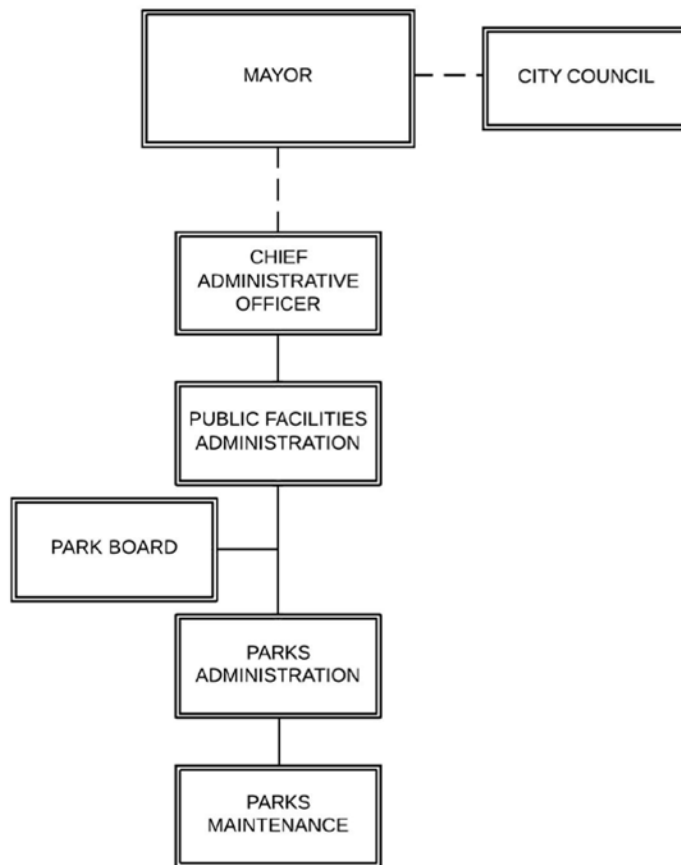 MAYOR
CITY COUNCIL
CHIEF
ADMINISTRATIVE
OFFICER
PUBLIC FACILITIES
ADMINISTRATION
PARK BOARD
PARKS
ADMINISTRATION
PARKS
MAINTENANCE